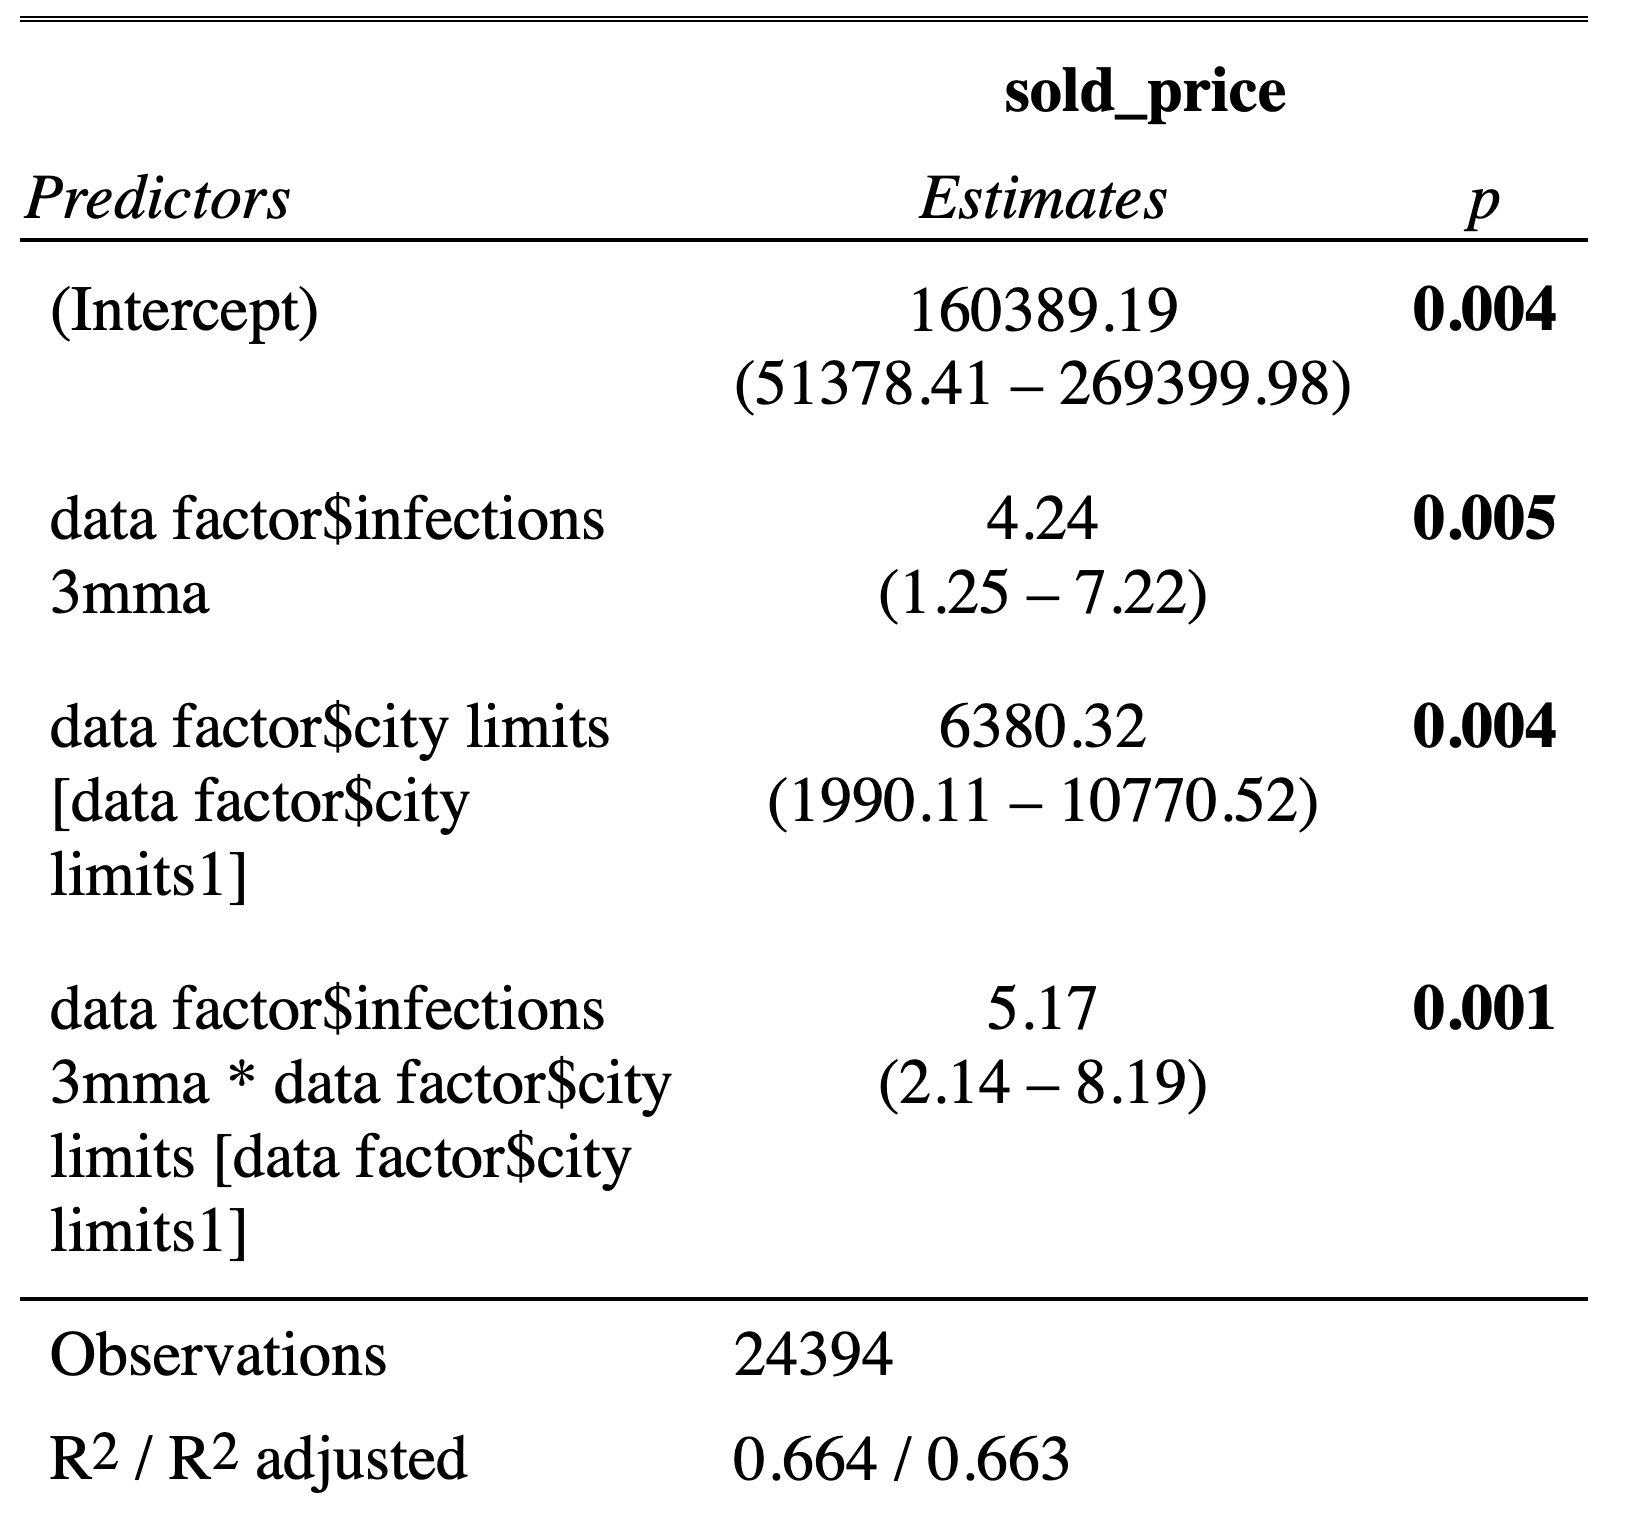 sold_price
Predictors Estimates p
(Intercept) 160389.19 0.004
(51378.41 – 269399.98)
data factor$infections 4.24 0.005
3mma (1.25 – 7.22)
data factor$city limits 6380.32 0.004
[data factor$city (1990.11 – 10770.52)
limits1]
data factor$infections 5.17 0.001
3mma * data factor$city (2.14 – 8.19)
limits [data factor$city
limits1]
Observations 24394
R2 / R2 adjusted 0.664 / 0.663